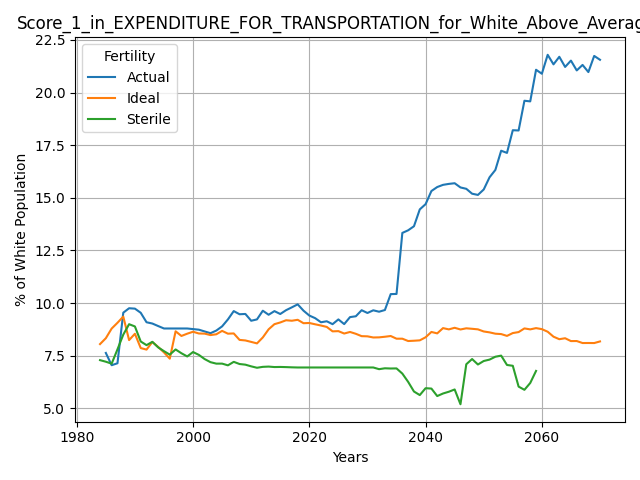 Score_1_in_EXPENDITURE_FOR_TRANSPORTATION_for_White_Above_Averag
Fertility
Actual
Ideal
Sterile
% of White Population
22.5
20.0
17.5
15.0
12.5
10.0
7.5
5.0
1980 2000 2020 2040 2060
Years